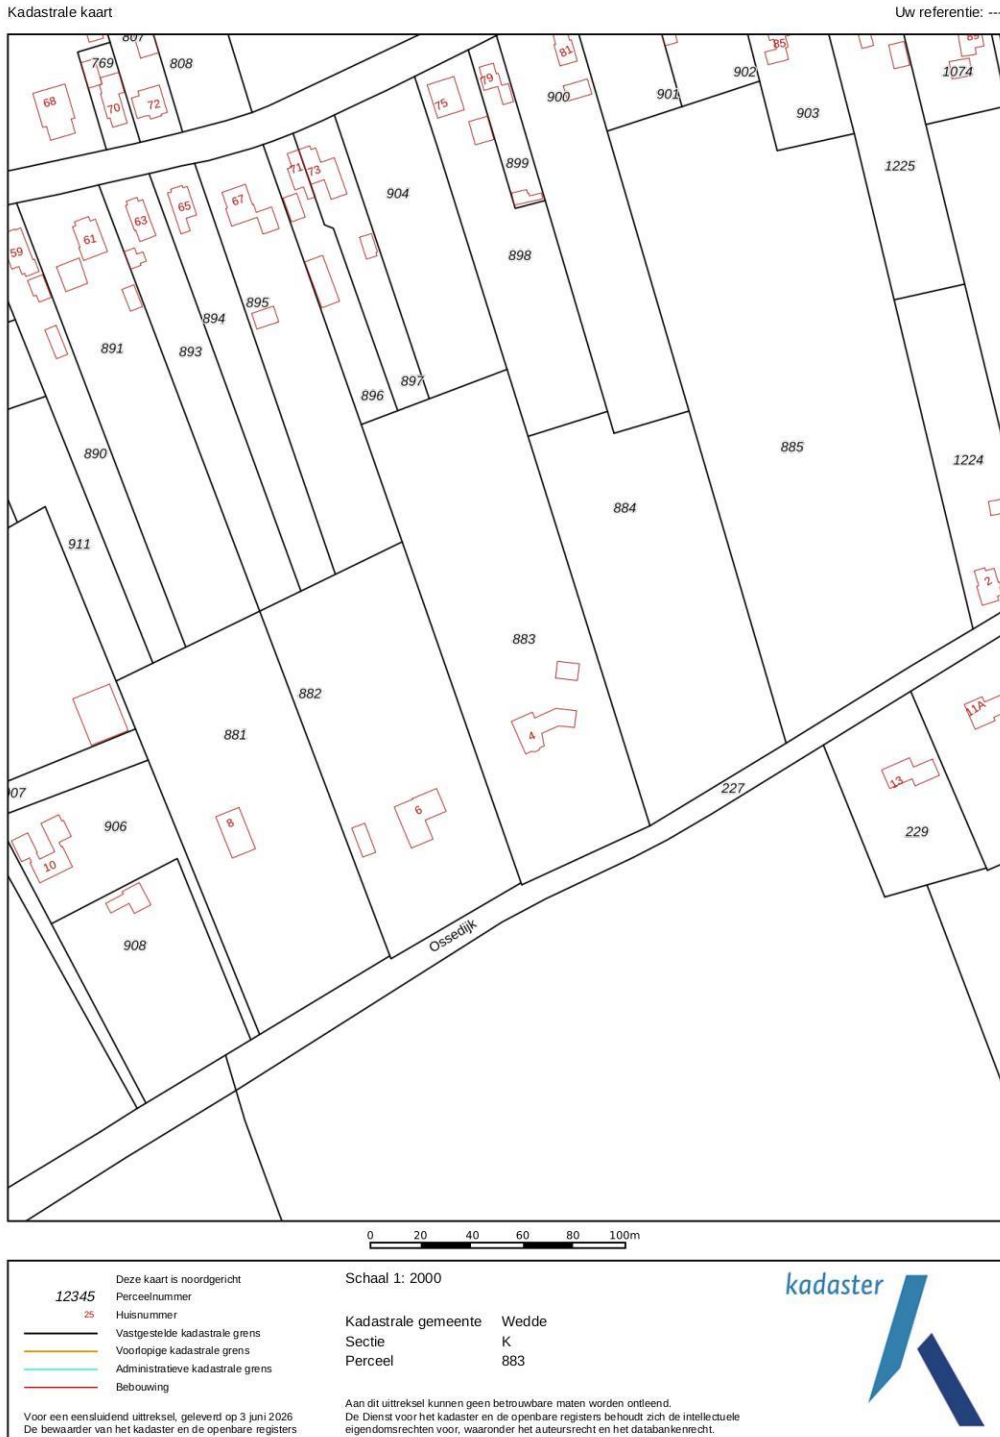 Kadastrale kaart
Uw referentie: ---
807
769
808
68
70
72
75
79
81
85
85
900
901
902
903
1074
899
904
1225
71
73
67
65
63
61
59
898
895
894
893
891
896
897
890
885
1224
884
911
2
883
882
881
4
11A
227
13
907
906
8
6
229
10
908
Ossedijk
0 20 40 60 80 100m
Deze kaart is noordgericht
12345 Perceelnummer
25 Huisnummer
Vastgestelde kadastrale grens
Voorlopige kadastrale grens
Administratieve kadastrale grens
Bebouwing
Voor een eensluidend uittreksel, geleverd op 3 juni 2026
De bewaarder van het kadaster en de openbare registers
Schaal 1: 2000
Kadastrale gemeente Wedde
Sectie K
Perceel 883
Aan dit uittreksel kunnen geen betrouwbare maten worden ontleend.
De Dienst voor het kadaster en de openbare registers behoudt zich de intellectuele
eigendomsrechten voor, waaronder het auteursrecht en het databankenrecht.
kadaster